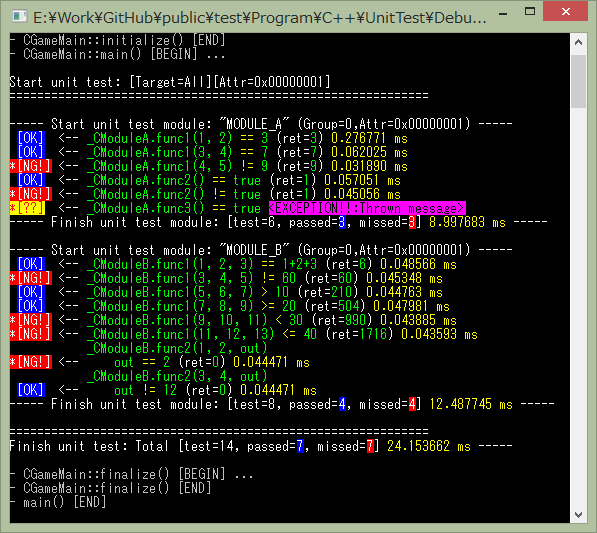 E:¥Work¥GitHub¥public¥test¥Program¥C++¥UnitTest¥Debu...
- CGameMain::initialize() [END]
- CGameMain::main() [BEGIN] ...
Start unit test: [Target=All][Attr=0x00000001]
============================================================
----- Start unit test module: "MODULE_A" (Group=0,Attr=0x00000001) -----
[OK] <-- _CModuleA.func1(1, 2) == 3 (ret=3) 0.276771 ms
[OK] <-- _CModuleA.func1(3, 4) == 7 (ret=7) 0.062025 ms
*[NG!] <-- _CModuleA.func1(4, 5) != 9 (ret=9) 0.031890 ms
[OK] <-- _CModuleA.func2() == true (ret=1) 0.057051 ms
*[NG!] <-- _CModuleA.func2() != true (ret=1) 0.045056 ms
*[??] <-- _CModuleA.func3() == true <EXCEPTION!!:Thrown message>
----- Finish unit test module: [test=6, passed=3, missed=3] 8.997683 ms -----
----- Start unit test module: "MODULE_B" (Group=0,Attr=0x00000001) -----
[OK] <-- _CModuleB.func1(1, 2, 3) == 1+2+3 (ret=6) 0.048566 ms
*[NG!] <-- _CModuleB.func1(3, 4, 5) != 60 (ret=60) 0.045348 ms
[OK] <-- _CModuleB.func1(5, 6, 7) > 10 (ret=210) 0.044763 ms
[OK] <-- _CModuleB.func1(7, 8, 9) >= 20 (ret=504) 0.047981 ms
*[NG!] <-- _CModuleB.func1(9, 10, 11) < 30 (ret=990) 0.043885 ms
*[NG!] <-- _CModuleB.func1(11, 12, 13) <= 40 (ret=1716) 0.043593 ms
_CModuleB.func2(1, 2, out)
*[NG!] <-- out == 2 (ret=0) 0.044471 ms
_CModuleB.func2(3, 4, out)
[OK] <-- out != 12 (ret=0) 0.044471 ms
----- Finish unit test module: [test=8, passed=4, missed=4] 12.487745 ms -----
============================================================
Finish unit test: Total [test=14, passed=7, missed=7] 24.153662 ms -----
- CGameMain::finalize() [BEGIN] ...
- CGameMain::finalize() [END]
- main() [END]